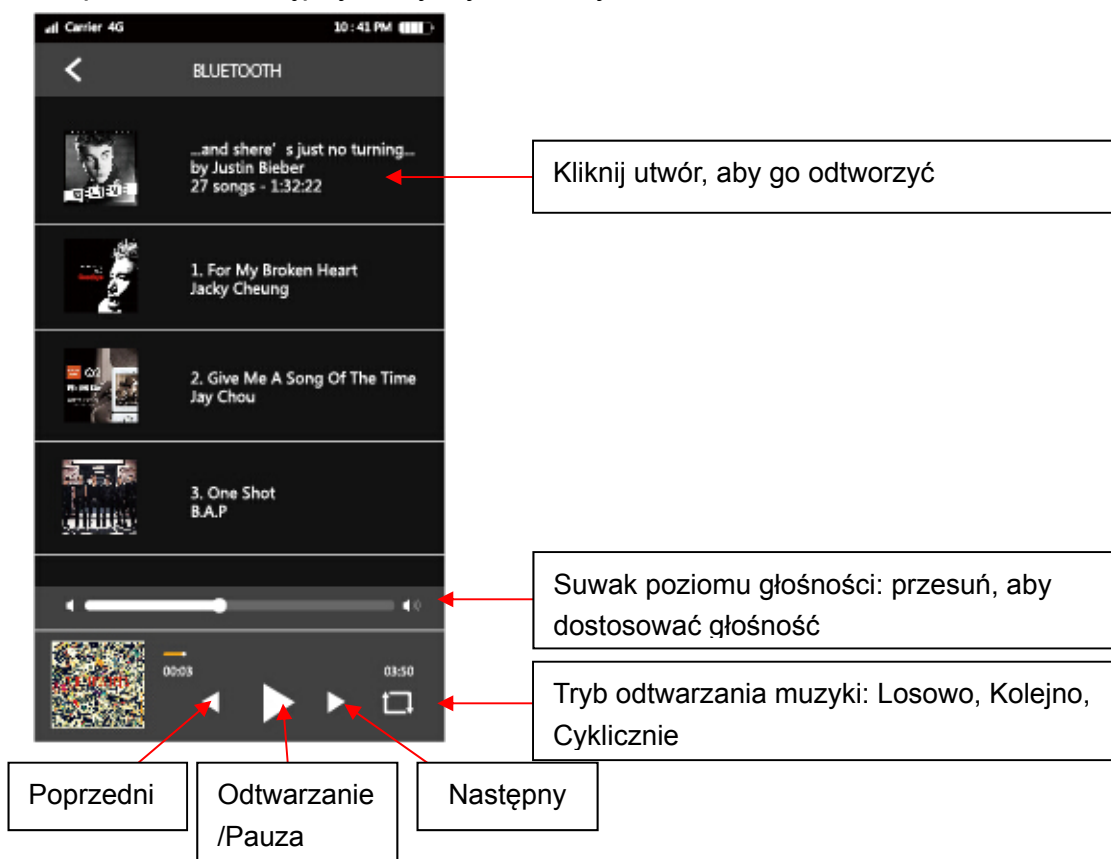 Carrier 4G 10:41 PM
BLUETOOTH
...and shere's just no turning...
by Justin Bieber
27 songs - 1:32:22
Kliknij utwór, aby go odtworzyć
1. For My Broken Heart
Jacky Cheung
2. Give Me A Song Of The Time
Jay Chou
3. One Shot
B.A.P
Suwak poziomu głośności: przesuń, aby
dostosować głośność
00:03 03:50
Tryb odtwarzania muzyki: Losowo, Kolejno,
Cyklicznie
Poprzedni
Odtwarzanie
/Pauza
Następny